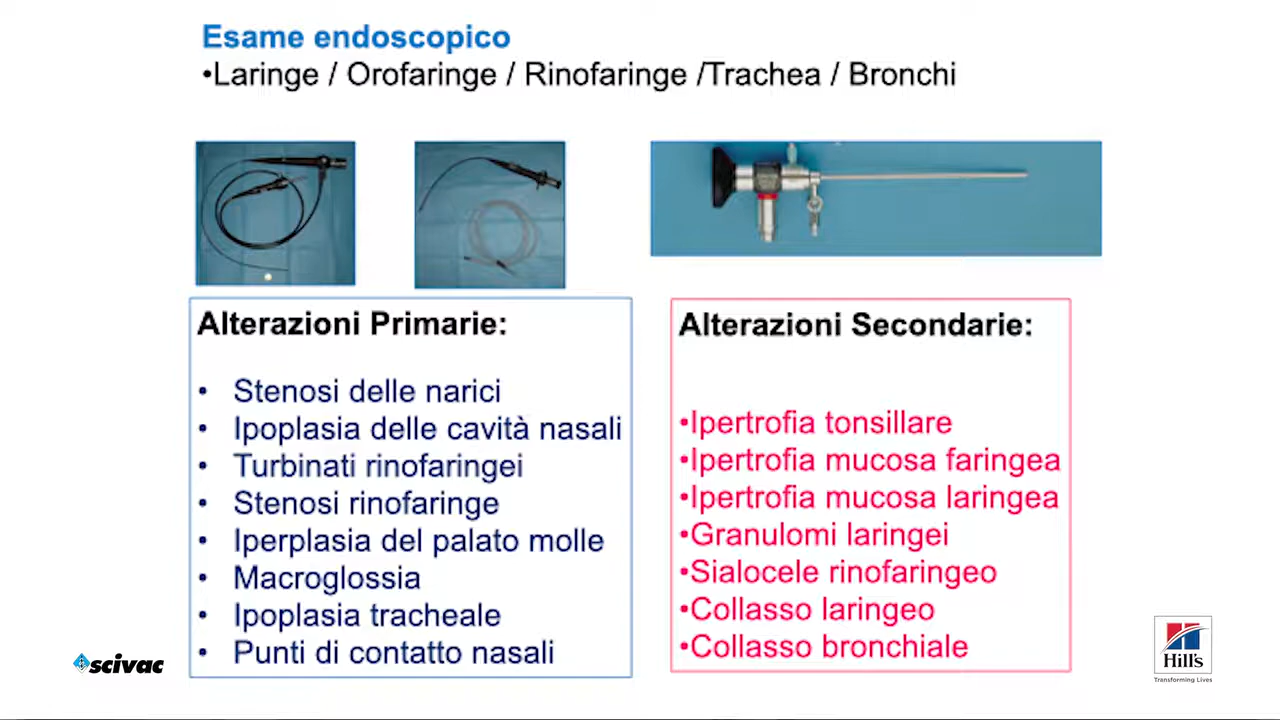 Esame endoscopico
•Laringe / Orofaringe / Rinofaringe /Trachea / Bronchi
Alterazioni Primarie:
• Stenosi delle narici
• Ipoplasia delle cavità nasali
• Turbinati rinofaringei
• Stenosi rinofaringe
• Iperplasia del palato molle
• Macroglossia
• Ipoplasia tracheale
• Punti di contatto nasali
Alterazioni Secondarie:
•Ipertrofia tonsillare
•Ipertrofia mucosa faringea
•Ipertrofia mucosa laringea
•Granulomi laringei
•Sialocele rinofaringeo
•Collasso laringeo
•Collasso bronchiale
scivac
Hill's
Transforming Lives